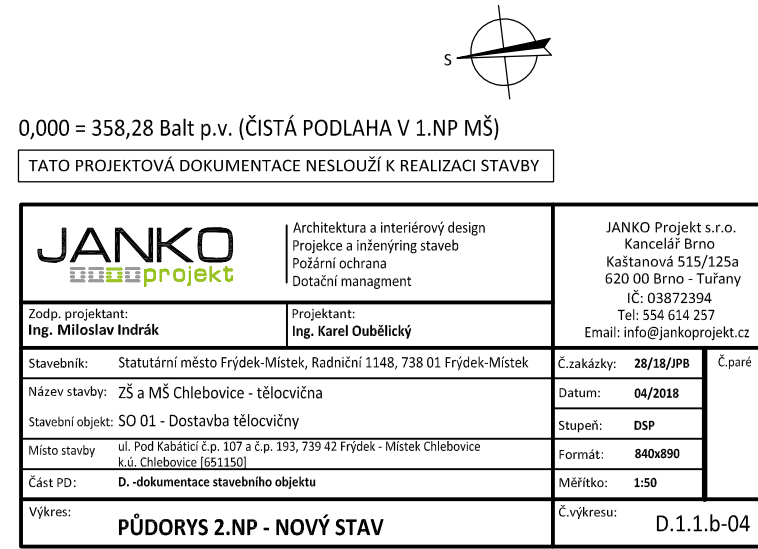 S
0,000 = 358,28 Balt p.v. (ČISTÁ PODLAHA V 1.NP MŠ)
TATO PROJEKTOVÁ DOKUMENTACE NESLOUŽÍ K REALIZACI STAVBY
JANKO
projekt
Architektura a interiérový design
Projekce a inženýring staveb
Požární ochrana
Dotační managment
JANKO Projekt s.r.o.
Kancelář Brno
Kaštanová 515/125a
620 00 Brno - Tuřany
IČ: 03872394
Tel: 554 614 257
Email: info@jankoprojekt.cz
Zodp. projektant:
Ing. Miloslav Indrák
Projektant:
Ing. Karel Oubělický
Stavebník: Statutární město Frýdek-Místek, Radniční 1148, 738 01 Frýdek-Místek
Název stavby: ZŠ a MŠ Chlebovice - tělocvična
Stavební objekt: SO 01 - Dostavba tělocvičny
Místo stavby ul. Pod Kabáticí č.p. 107 a č.p. 193, 739 42 Frýdek - Místek Chlebovice
k.ú. Chlebovice [651150]
Část PD: D. -dokumentace stavebního objektu
Č.zakázky: 28/18/JPB
Datum: 04/2018
Stupeň: DSP
Formát: 840x890
Měřítko: 1:50
Č.paré
Výkres: PŮDORYS 2.NP - NOVÝ STAV
Č.výkresu: D.1.1.b-04